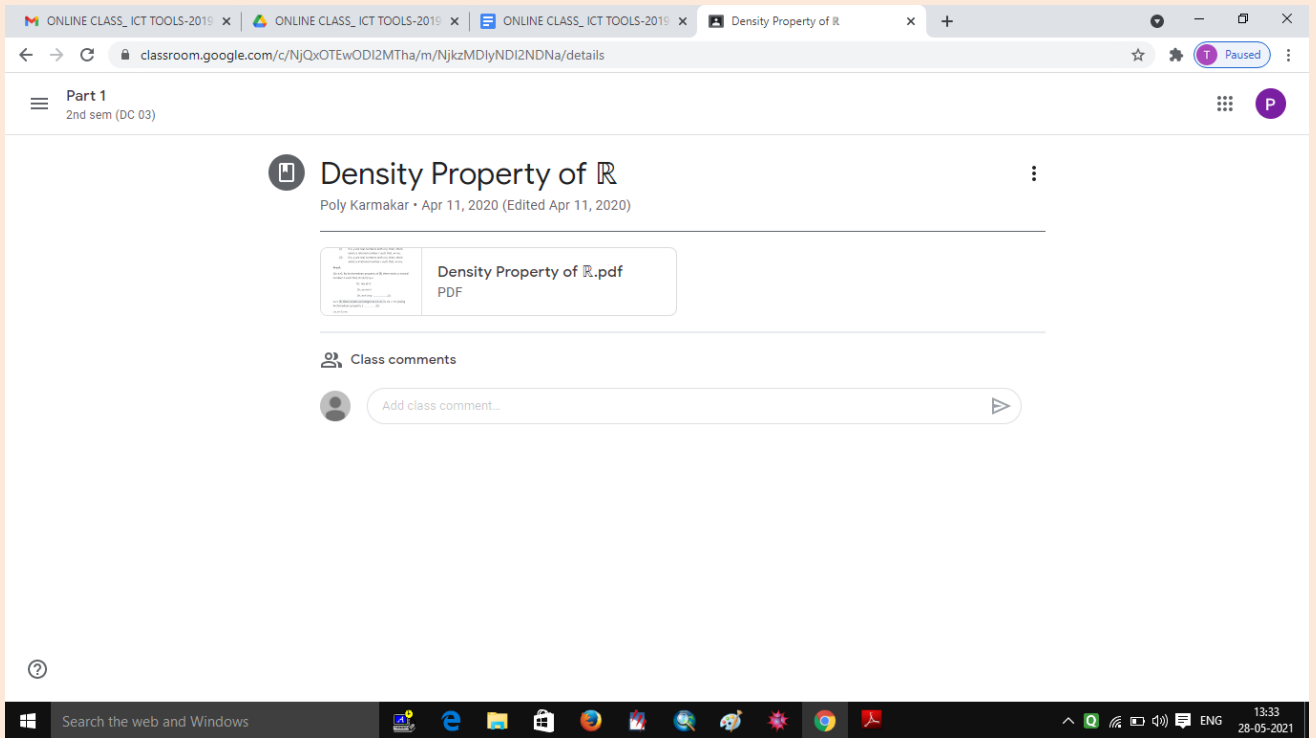 ONLINE CLASS_ ICT TOOLS-2019
ONLINE CLASS_ ICT TOOLS-2019
ONLINE CLASS_ ICT TOOLS-2019
Density Property of ℝ
classroom.google.com/c/NjQxOTEwODI2MTha/m/NjkzMDIyNDI2NDNa/details
T
Paused
Part 1
2nd sem (DC 03)
P
Density Property of ℝ
Poly Karmakar • Apr 11, 2020 (Edited Apr 11, 2020)
Density Property of ℝ.pdf
PDF
Class comments
Add class comment...
Search the web and Windows
ENG
13:33
28-05-2021